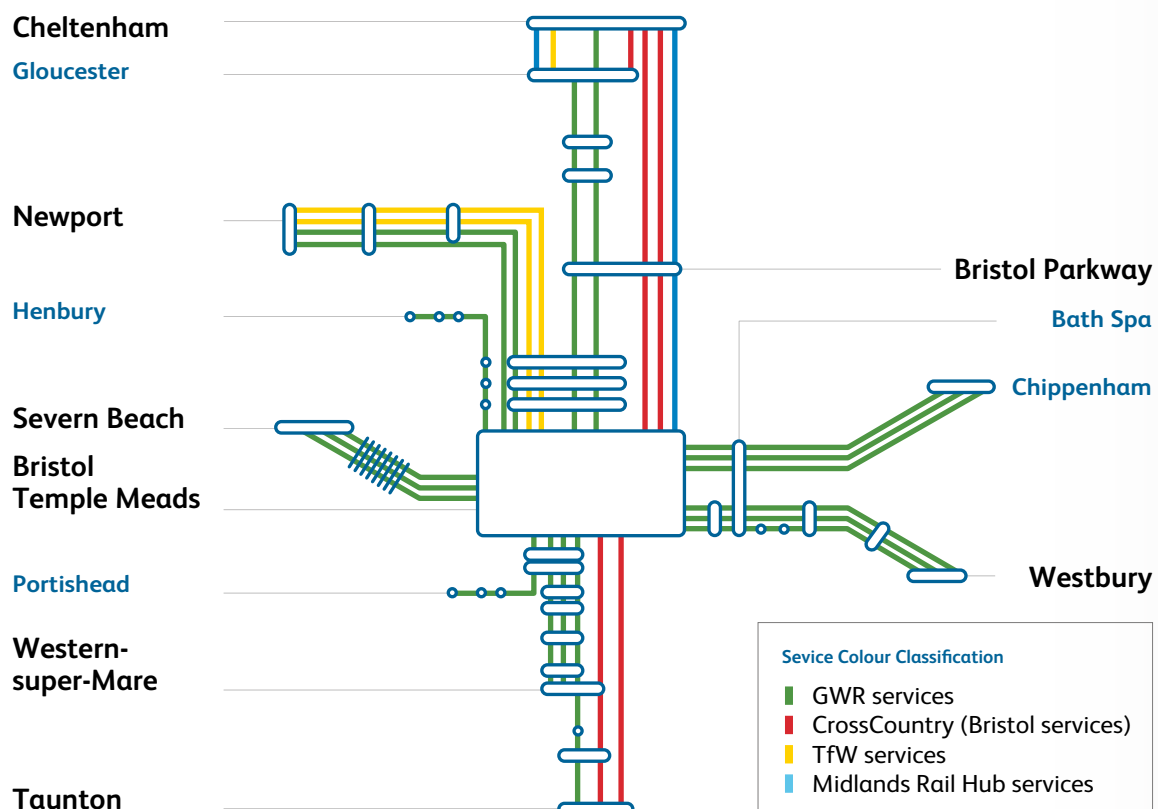 Cheltenham
Gloucester
Newport
Henbury
Severn Beach
Bristol
Temple Meads
Portishead
Western-
super-Mare
Taunton
Bristol Parkway
Bath Spa
Chippenham
Westbury
Sevice Colour Classification
GWR services
CrossCountry (Bristol services)
TfW services
Midlands Rail Hub services